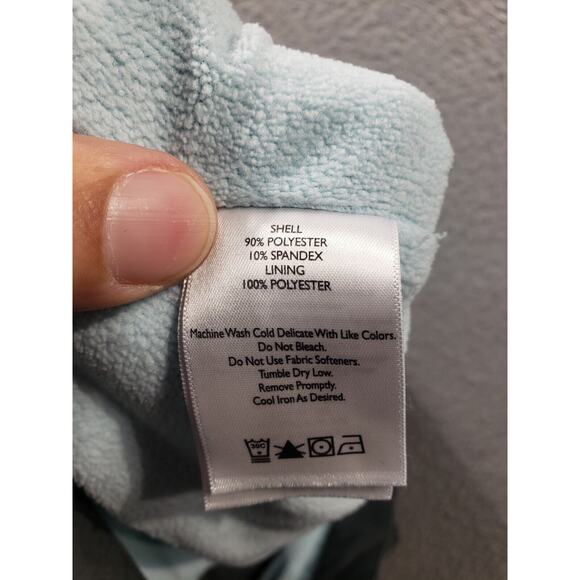 SHELL
90% POLYESTER
10% SPANDEX
LINING
100% POLYESTER
Machine Wash Cold Delicate With Like Colors.
Do Not Bleach.
Do Not Use Fabric Softeners.
Tumble Dry Low.
Remove Promptly.
Cool Iron As Desired.
30C